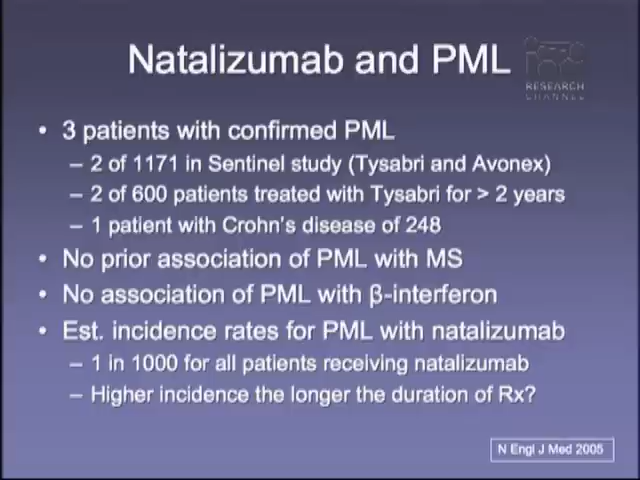 Natalizumab and PML
RESEARCH
CHANNEL
• 3 patients with confirmed PML
– 2 of 1171 in Sentinel study (Tysabri and Avonex)
– 2 of 600 patients treated with Tysabri for > 2 years
– 1 patient with Crohn's disease of 248
• No prior association of PML with MS
• No association of PML with β-interferon
• Est. incidence rates for PML with natalizumab
– 1 in 1000 for all patients receiving natalizumab
– Higher incidence the longer the duration of Rx?
N Engl J Med 2005